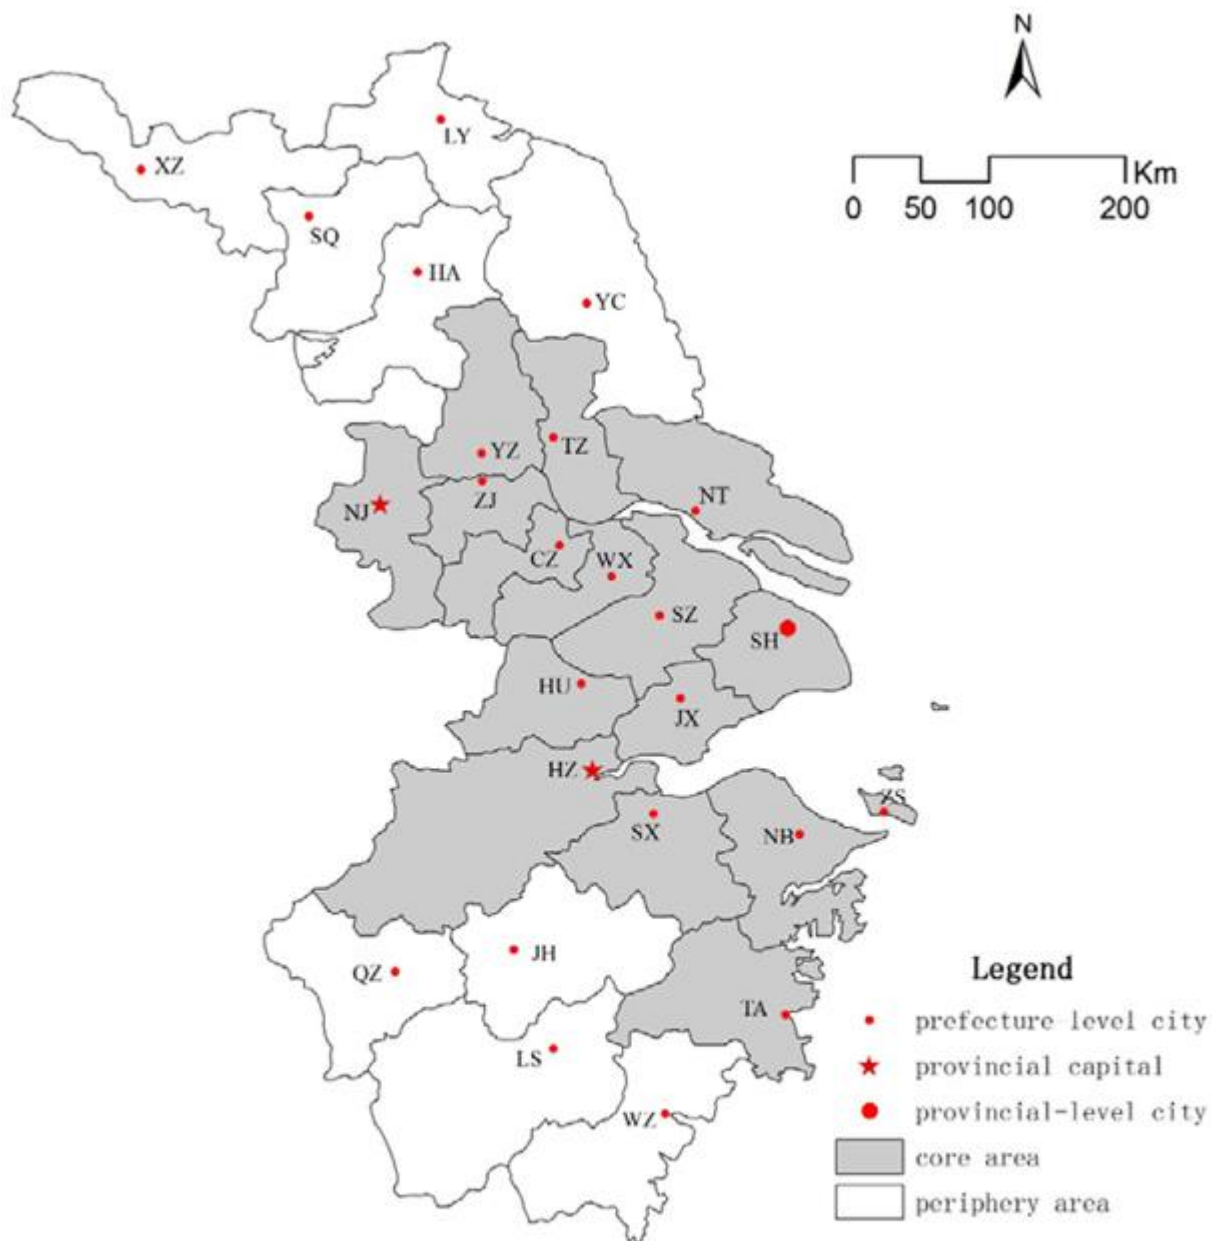 N
Km
0 50 100 200
LY
XZ
SQ
HA
YC
YZ
TZ
ZJ
NJ
NT
CZ
WX
SZ
SH
HU
JX
HZ
ZS
SX
NB
JH
QZ
TA
LS
WZ
Legend
prefecture-level city
provincial capital
provincial-level city
core area
periphery area